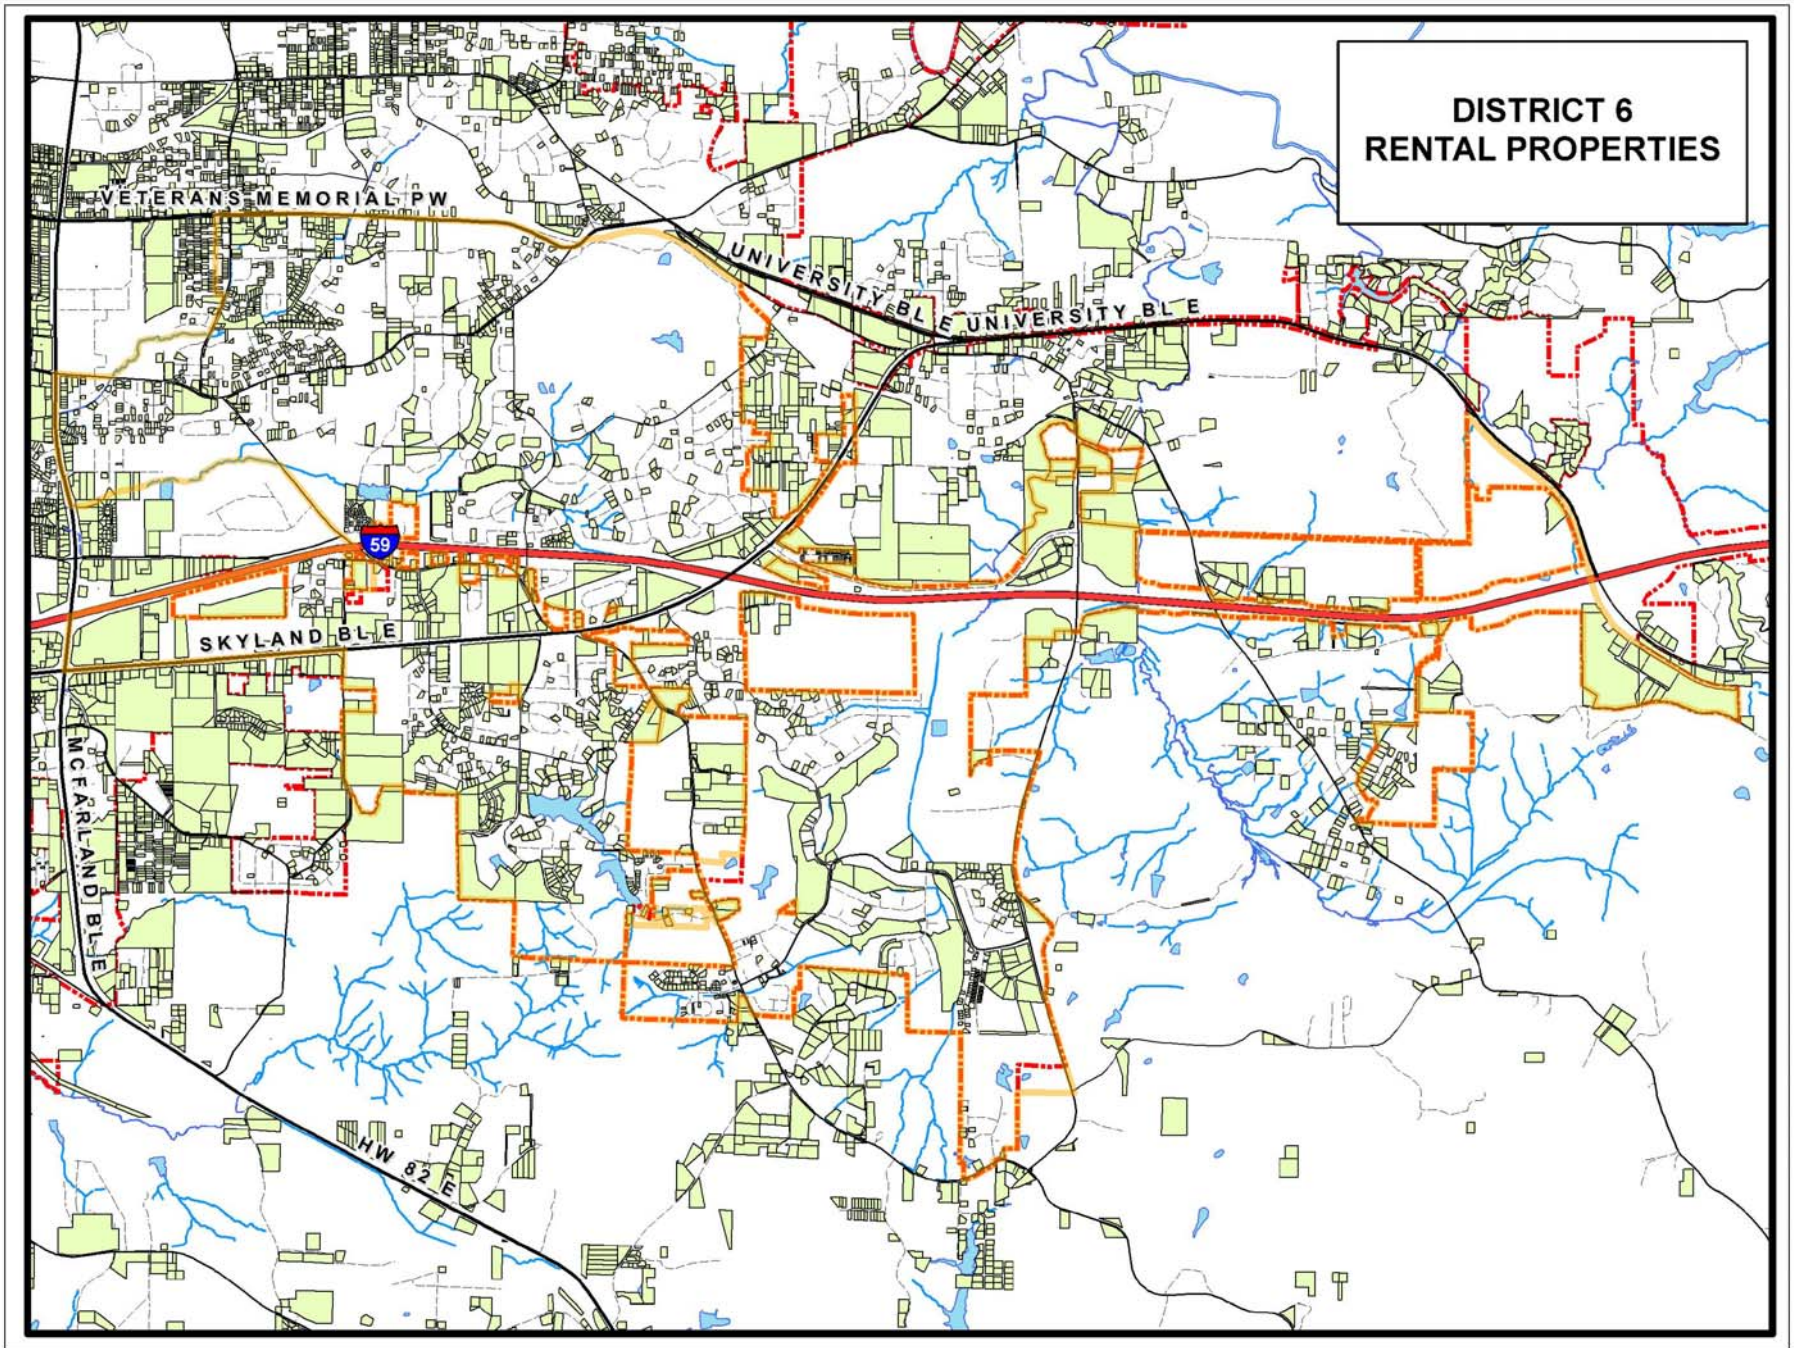 DISTRICT 6
RENTAL PROPERTIES
VETERANS MEMORIAL PW
UNIVERSITY BL E
UNIVERSITY BL E
59
SKYLAND BL E
MCFARLAND BL E
HW 82 E